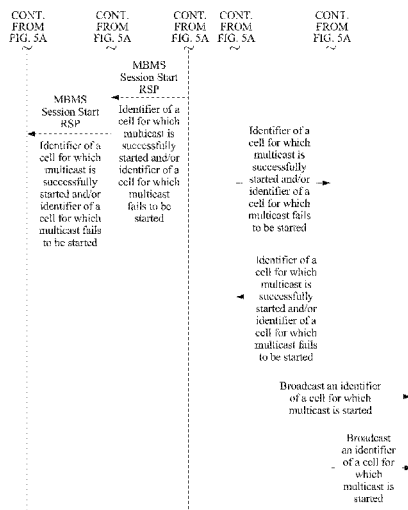 CONT.
FROM
FIG. 5A
CONT.
FROM
FIG. 5A
CONT.
FROM
FIG. 5A
CONT.
FROM
FIG. 5A
CONT.
FROM
FIG. 5A
MBMS
Session Start
RSP
Identifier of a
cell for which
multicast is
successfully
started and/or
identifier of a
cell for which
multicast
fails to be
started
MBMS
Session Start
RSP
Identifier of a
cell for which
multicast is
successfully
started and/or
identifier of a
cell for which
multicast fails
to be started
Identifier of a
cell for which
multicast is
successfully
started and/or
identifier of a
cell for which
multicast fails
to be started
Identifier of a
cell for which
multicast is
successfully
started and/or
identifier of a
cell for which
multicast fails
to be started
Broadcast an identifier
of a cell for which
multicast is started
Broadcast
an identifier
of a cell for
which
multicast is
started